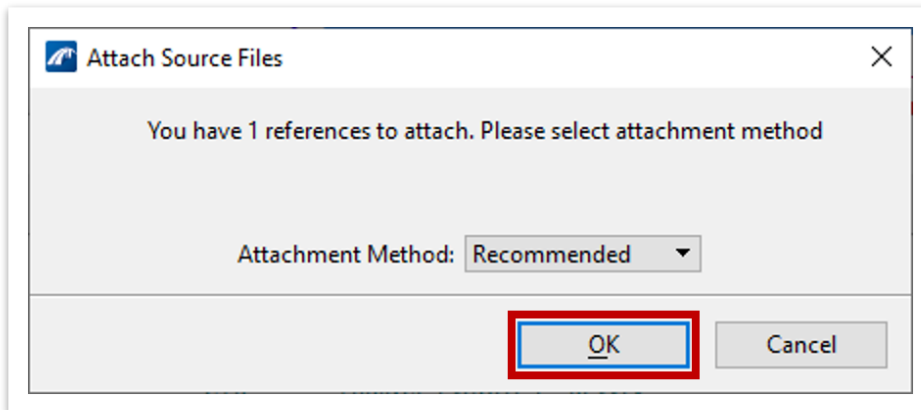 Attach Source Files
You have 1 references to attach. Please select attachment method
Attachment Method: Recommended
OK Cancel